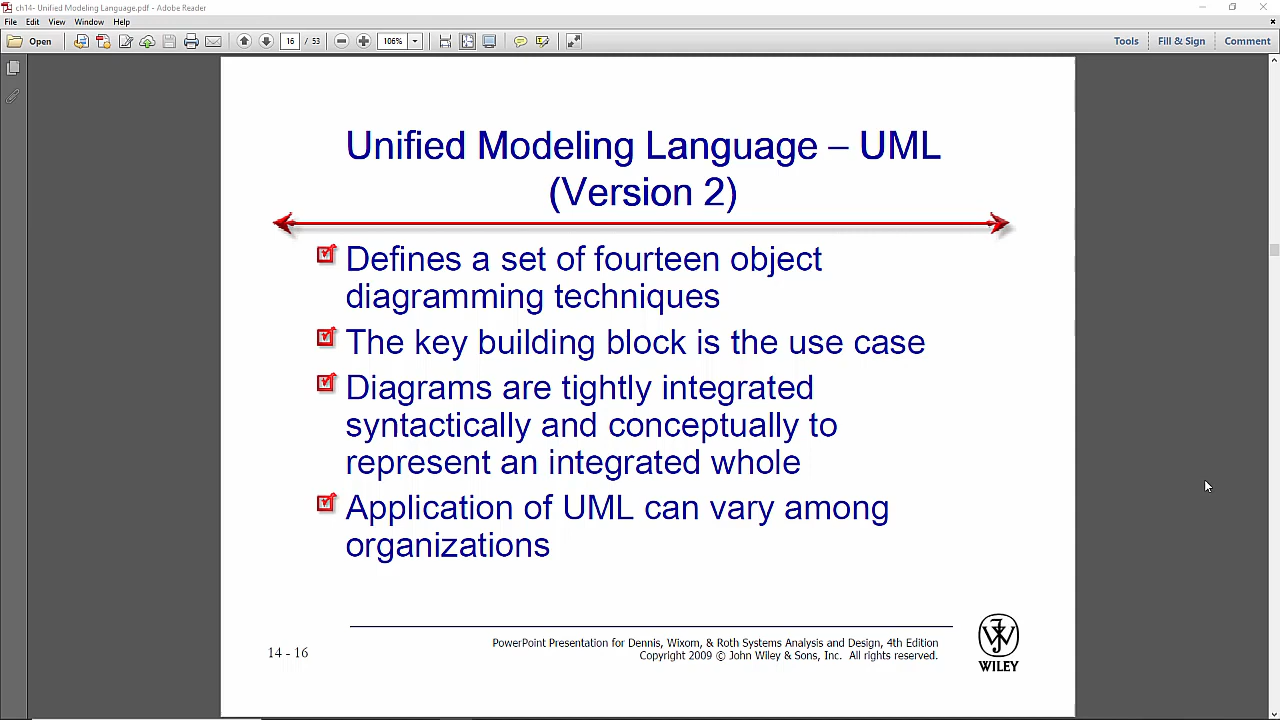 ch14- Unified Modeling Language.pdf - Adobe Reader
File Edit View Window Help
Open 16 / 53 106% Tools Fill & Sign Comment
Unified Modeling Language – UML
(Version 2)
Defines a set of fourteen object
diagramming techniques
The key building block is the use case
Diagrams are tightly integrated
syntactically and conceptually to
represent an integrated whole
Application of UML can vary among
organizations
PowerPoint Presentation for Dennis, Wixom, & Roth Systems Analysis and Design, 4th Edition
Copyright 2009 © John Wiley & Sons, Inc. All rights reserved.
14 - 16
WILEY